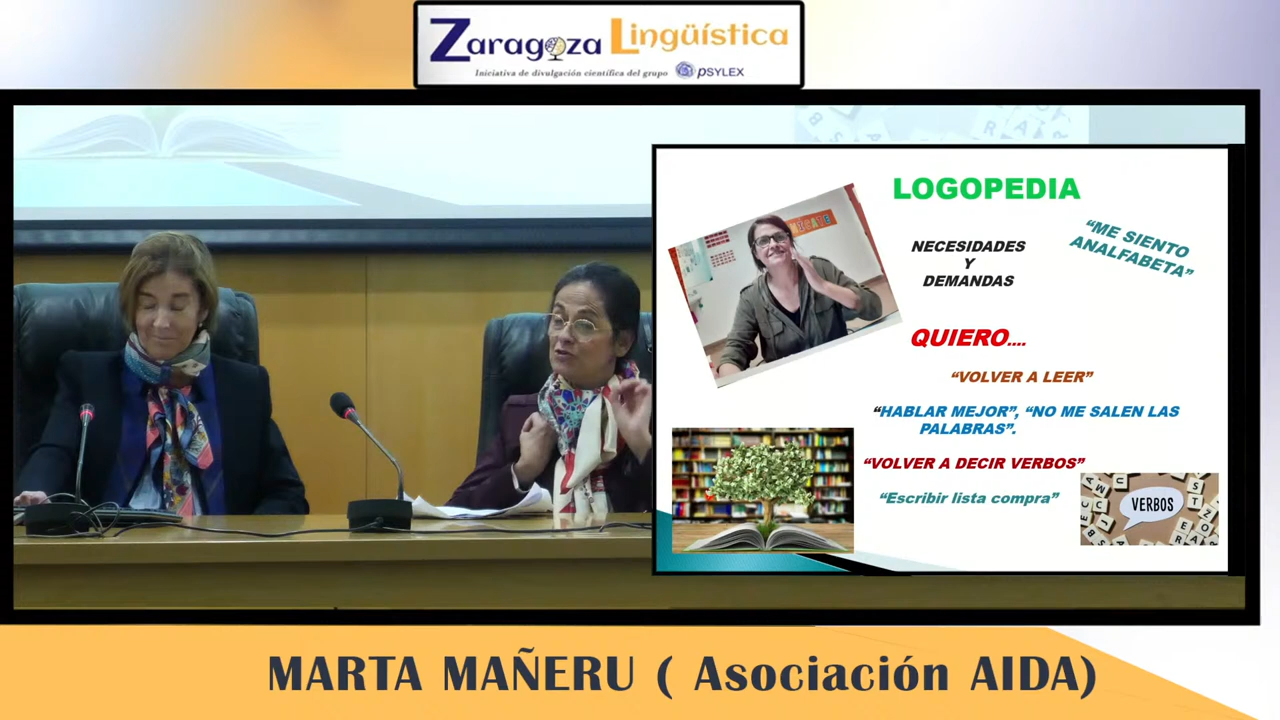 Zaragoza Lingüística
Iniciativa de divulgación científica del grupo PSYLEX
LOGOPEDIA
NECESIDADES
Y
DEMANDAS
“ME SIENTO
ANALFABETA”
QUIERO....
“VOLVER A LEER”
“HABLAR MEJOR”, “NO ME SALEN LAS
PALABRAS”.
“VOLVER A DECIR VERBOS”
“Escribir lista compra”
VERBOS
MARTA MAÑERU ( Asociación AIDA)